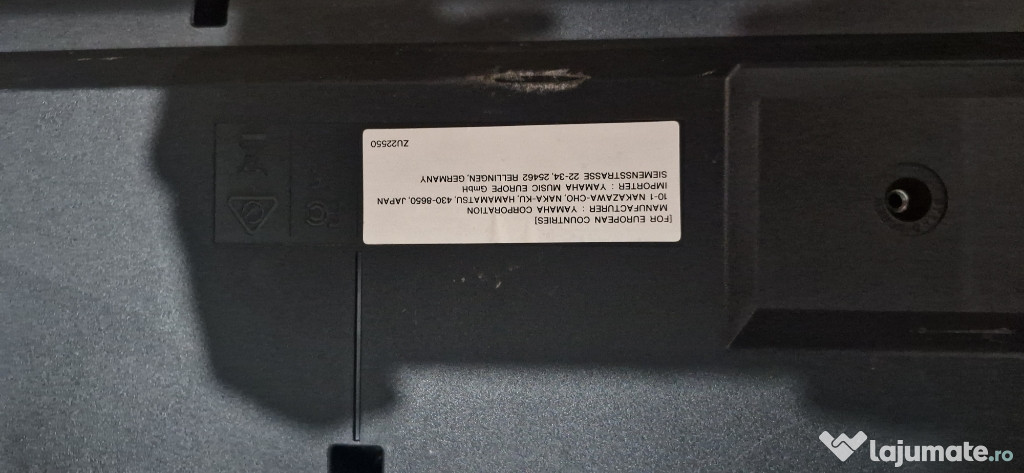 [FOR EUROPEAN COUNTRIES]
MANUFACTURER : YAMAHA CORPORATION
10-1 NAKAZAWA-CHO, NAKA-KU, HAMAMATSU, 430-8650, JAPAN
IMPORTER : YAMAHA MUSIC EUROPE GmbH
SIEMENSSTRASSE 22-34, 25462 RELLINGEN, GERMANY
ZU22550
lajumate.ro